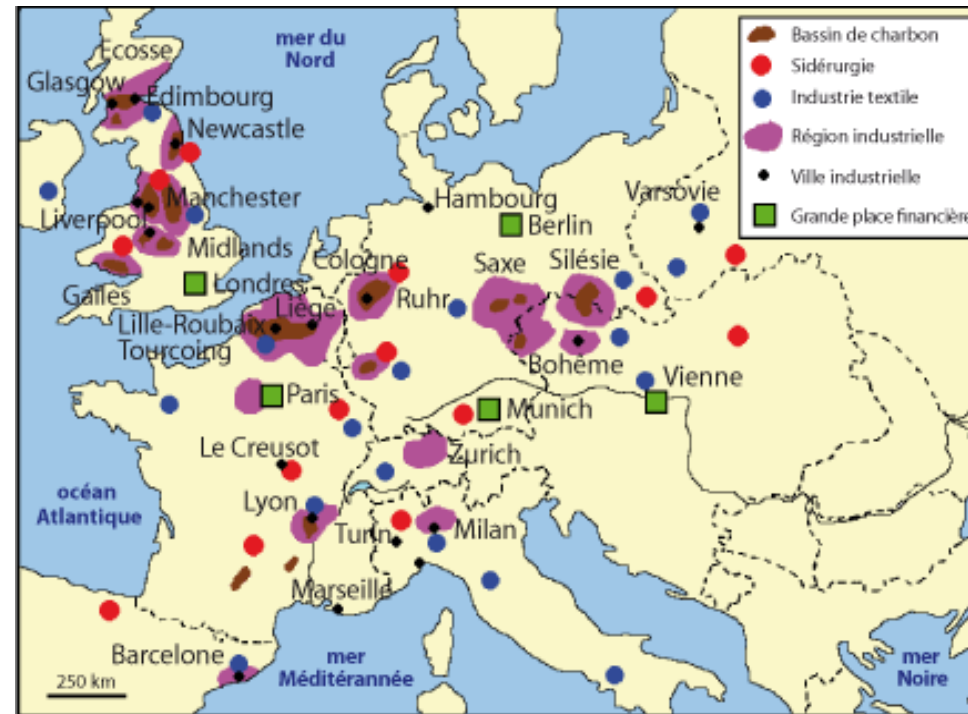 mer du
Nord
Ecosse
Glasgow
Edimbourg
Newcastle
Manchester
Liverpool
Midlands
Galles
Londres
Hambourg
Berlin
Varsovie
Cologne
Ruhr
Saxe
Silésie
Liège
Lille-Roubaix
Tourcoing
Bohème
Paris
Munich
Vienne
Le Creusot
Zurich
océan
Atlantique
Lyon
Turin
Milan
Marseille
Barcelone
mer
Méditérannée
mer
Noire
250 km
Bassin de charbon
Sidérurgie
Industrie textile
Région industrielle
Ville industrielle
Grande place financière